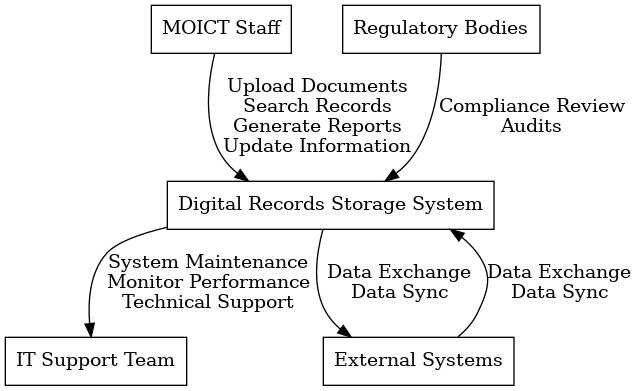 MOICT Staff
Regulatory Bodies
Upload Documents
Search Records
Generate Reports
Update Information
Compliance Review
Audits
Digital Records Storage System
System Maintenance
Monitor Performance
Technical Support
Data Exchange
Data Sync
Data Exchange
Data Sync
IT Support Team
External Systems